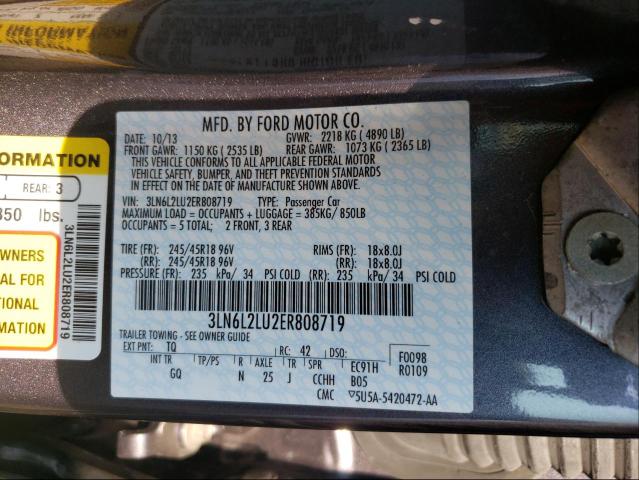 INFORMATION
MFD. BY FORD MOTOR CO.
DATE: 10/13 GVWR: 2218 KG ( 4890 LB)
FRONT GAWR: 1150 KG ( 2535 LB) REAR GAWR: 1073 KG ( 2365 LB)
THIS VEHICLE CONFORMS TO ALL APPLICABLE FEDERAL MOTOR
VEHICLE SAFETY, BUMPER, AND THEFT PREVENTION STANDARDS
IN EFFECT ON THE DATE OF MANUFACTURE SHOWN ABOVE.
VIN: 3LN6L2LU2ER808719 TYPE: Passenger Car
MAXIMUM LOAD = OCCUPANTS + LUGGAGE = 385KG/ 850LB
OCCUPANTS = 5 TOTAL; 2 FRONT, 3 REAR
TIRE (FR): 245/45R18 96V RIMS (FR): 18x8.0J
(RR): 245/45R18 96V (RR): 18x8.0J
PRESSURE (FR): 235 kPa/ 34 PSI COLD (RR): 235 kPa/ 34 PSI COLD
3LN6L2LU2ER808719
TRAILER TOWING - SEE OWNER GUIDE
EXT PNT: TQ RC: 42 DSO: F0098
INT TR TP/PS R AXLE TR SPR EC91H R0109
GQ N 25 J CCHH B05
CMC ▽5U5A-5420472-AA
ORMATION
REAR: 3
850 lbs.
OWNERS
AL FOR
TIONAL
MATION
3LN6L2LU2ER808719